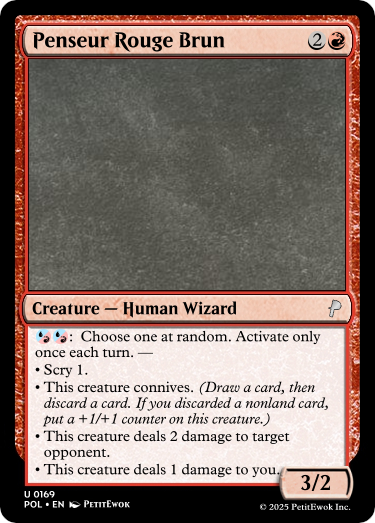 Penseur Rouge Brun 2
Creature — Human Wizard
: Choose one at random. Activate only
once each turn. —
• Scry 1.
• This creature connives. (Draw a card, then
discard a card. If you discarded a nonland card,
put a +1/+1 counter on this creature.)
• This creature deals 2 damage to target
opponent.
• This creature deals 1 damage to you.
3/2
U 0169
POL • EN PetitEwok
© 2025 PetitEwok Inc.